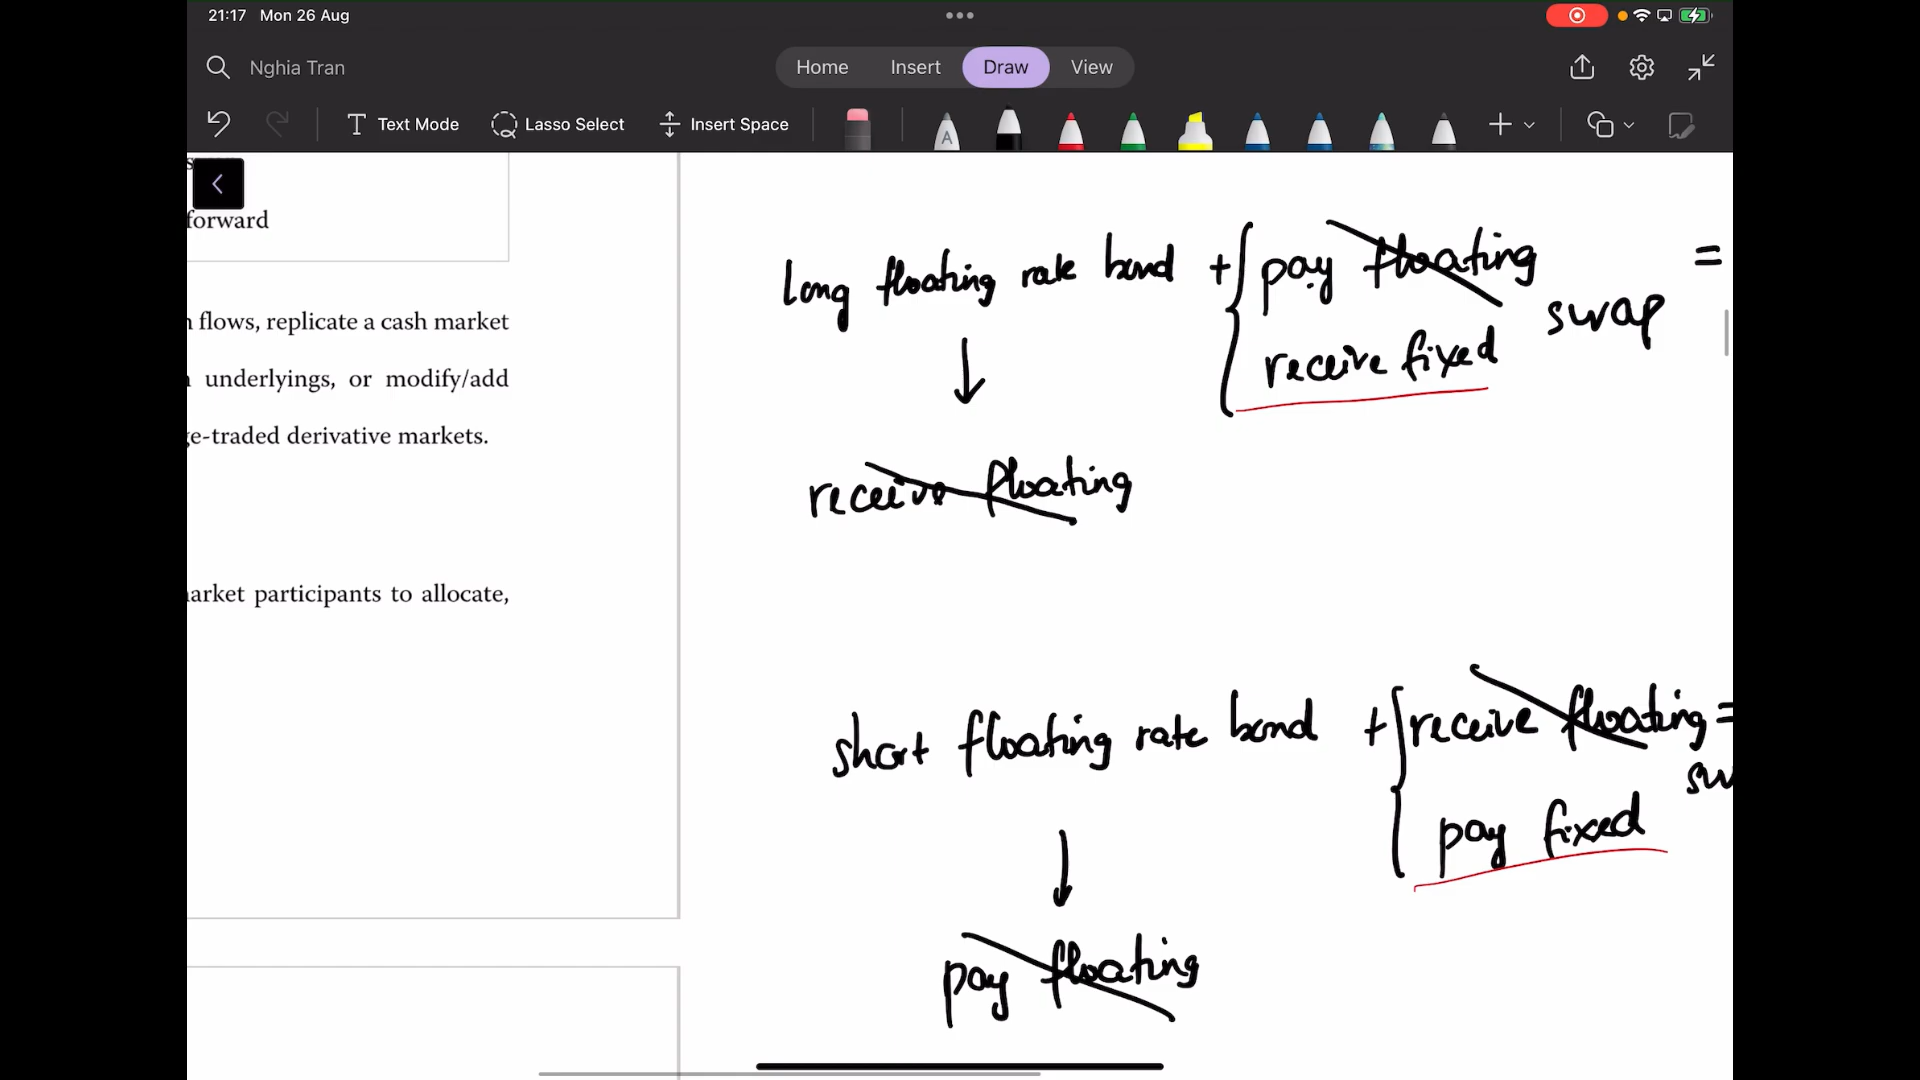 21:17 Mon 26 Aug
Nghia Tran
Home Insert Draw View
Text Mode Lasso Select Insert Space
A
forward
flows, replicate a cash market
underlyings, or modify/add
ge-traded derivative markets.
market participants to allocate,
long floating rate bond + { pay floating =
swap
receive fixed
↓
receive floating
short floating rate bond + { receive floating =
pay fixed
↓
pay floating